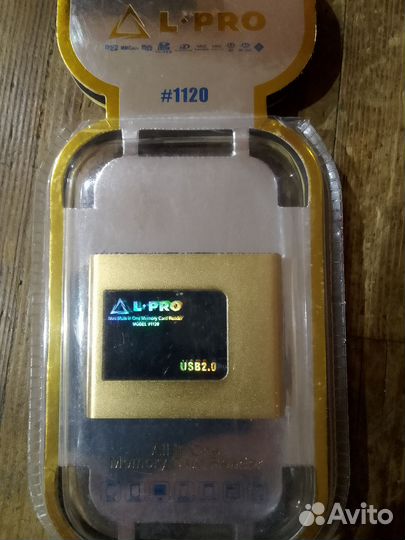 L·PRO
#1120
L·PRO
Mini Multi in One Memory Card Reader
MODEL #1120
USB2.0
All in One
Memory Card Reader
Avito